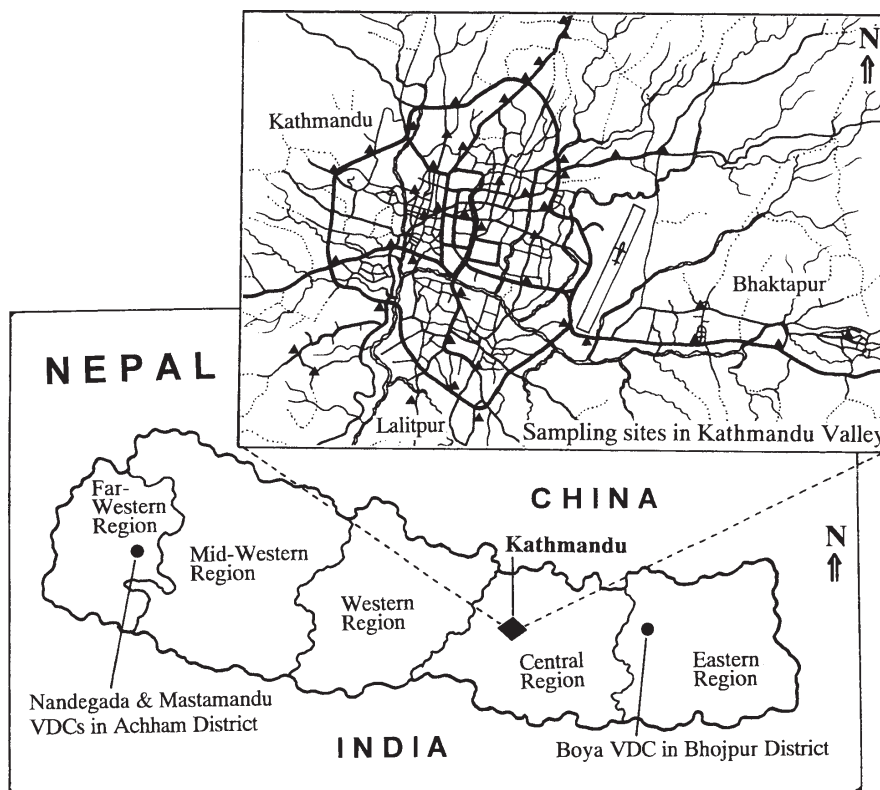 N
Kathmandu
Bhaktapur
Lalitpur
Sampling sites in Kathmandu Valley
NEPAL
Far-
Western
Region
Mid-Western
Region
Western
Region
CHINA
Kathmandu
N
Central
Region
Eastern
Region
Nandegada & Mastamandu
VDCs in Achham District
INDIA
Boya VDC in Bhojpur District